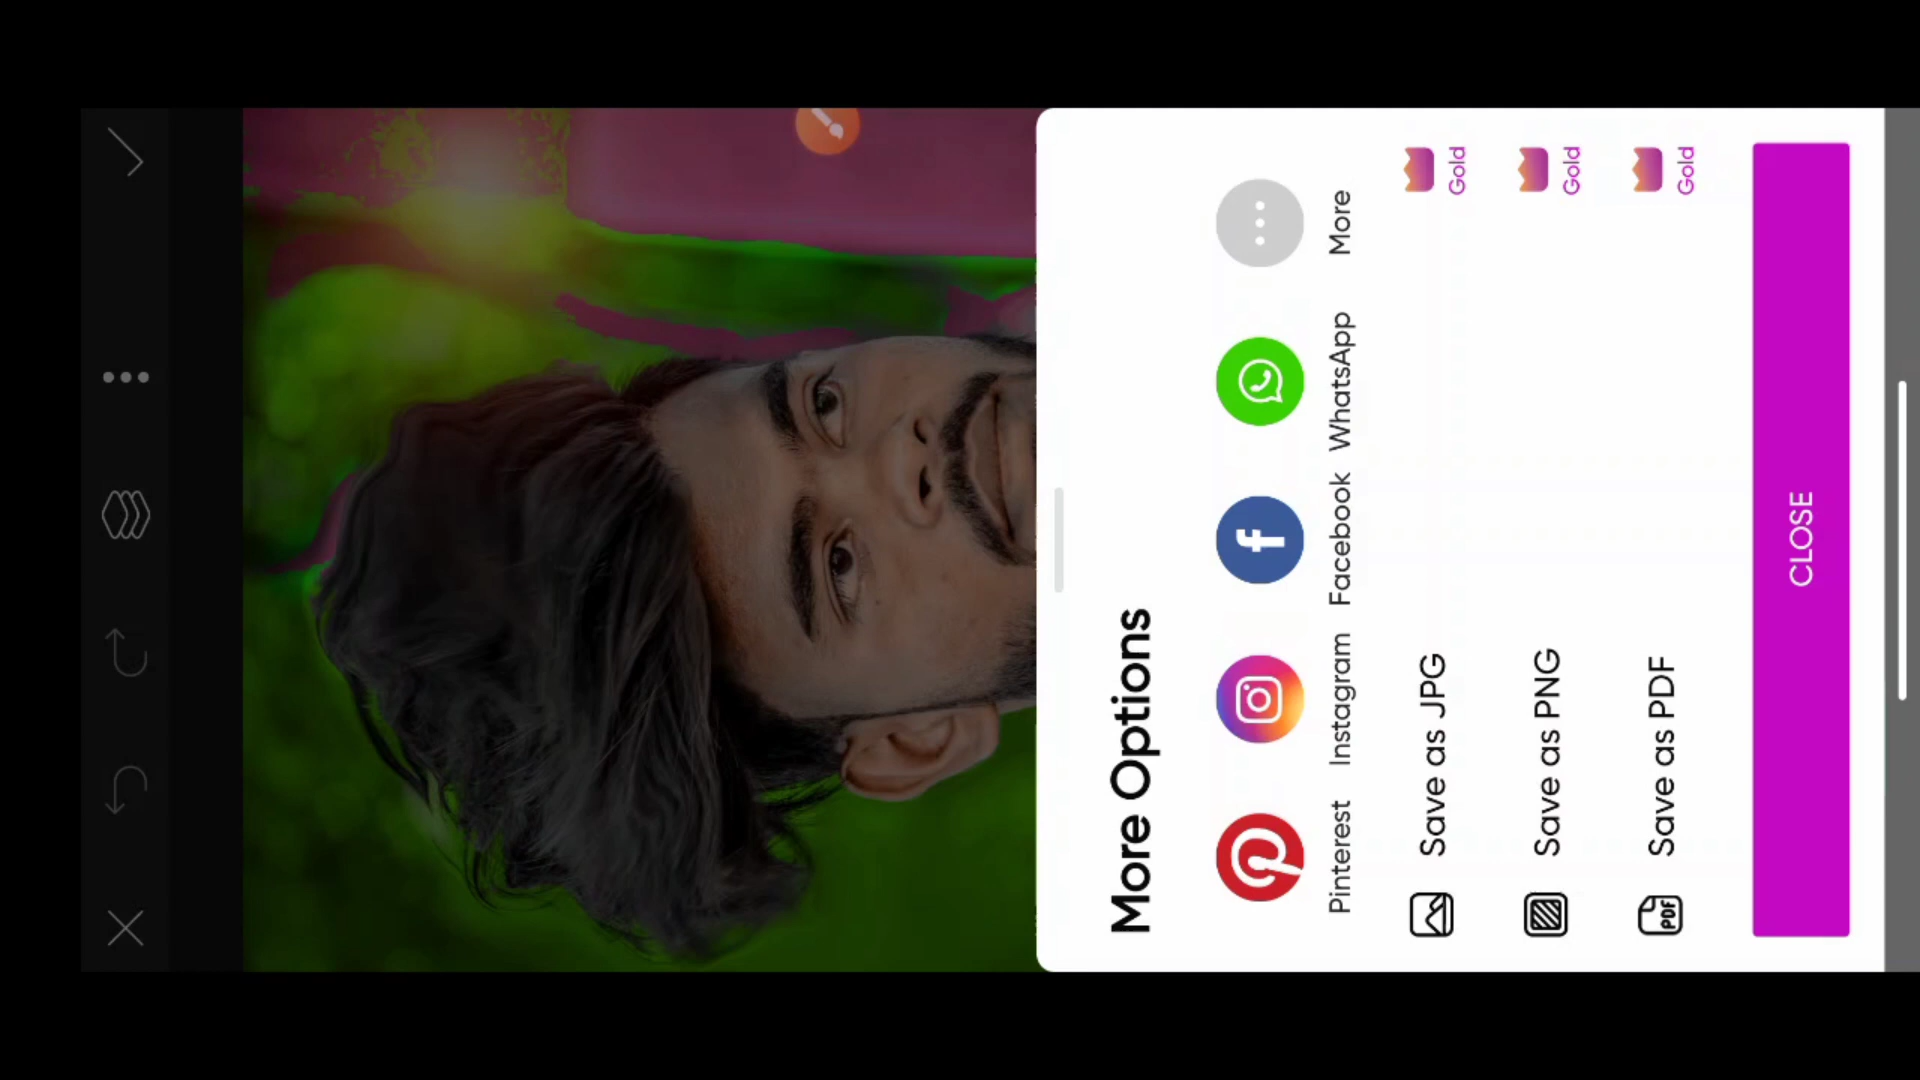 More Options
Pinterest Instagram Facebook WhatsApp More
Save as JPG Gold
Save as PNG Gold
PDF Save as PDF Gold
CLOSE